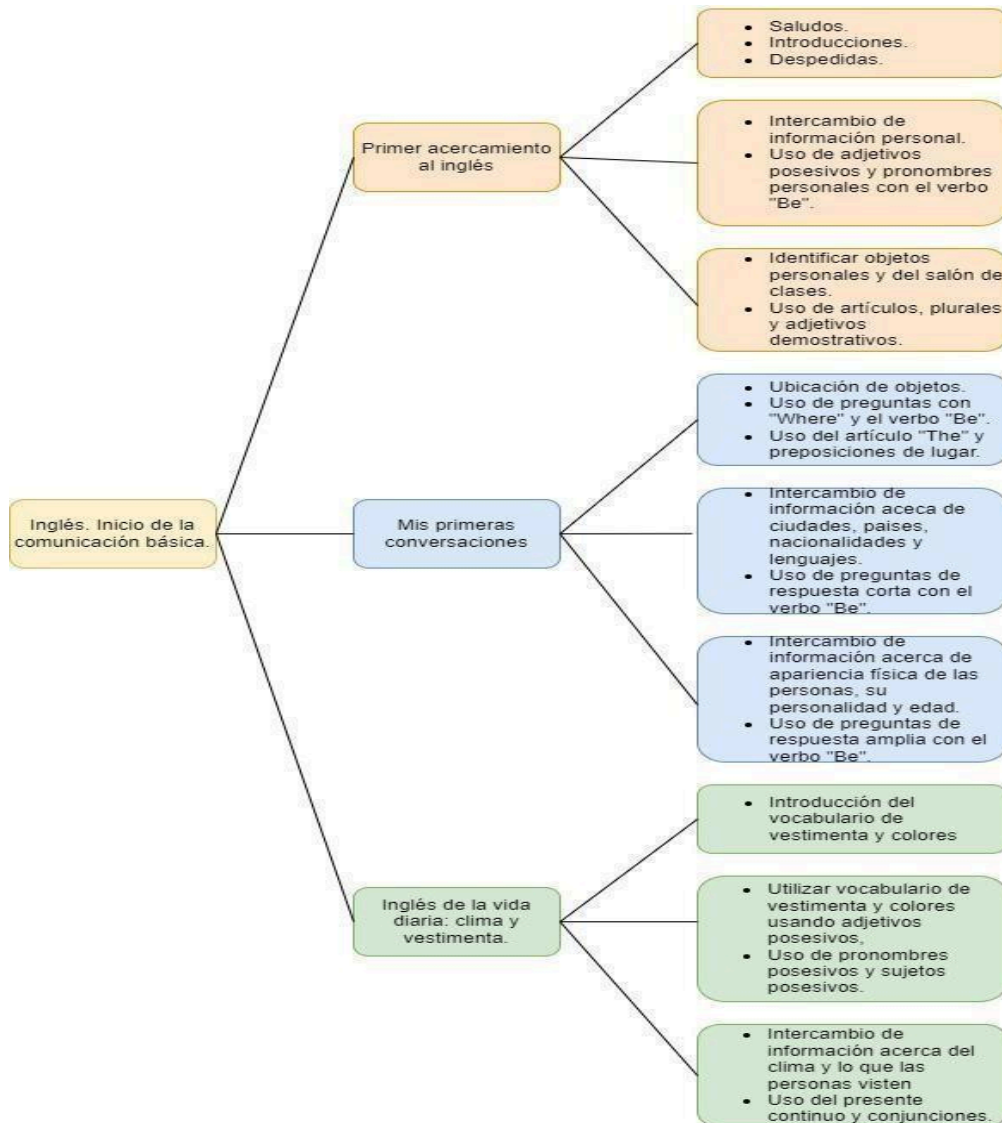 Inglés. Inicio de la
comunicación básica.
Primer acercamiento
al inglés
Saludos.
Introducciones.
Despedidas.
Intercambio de
información personal.
Uso de adjetivos
posesivos y pronombres
personales con el verbo
"Be".
Identificar objetos
personales y del salón de
clases.
Uso de artículos, plurales
y adjetivos
demostrativos.
Mis primeras
conversaciones
Ubicación de objetos.
Uso de preguntas con
"Where" y el verbo "Be".
Uso del artículo "The" y
preposiciones de lugar.
Intercambio de
información aceca de
ciudades, paises,
nacionalidades y
lenguajes.
Uso de preguntas de
respuesta corta con el
verbo "Be".
Intercambio de
información acerca de
apariencia física de las
personas, su
personalidad y edad.
Uso de preguntas de
respuesta amplia con el
verbo "Be".
Inglés de la vida
diaria: clima y
vestimenta.
Introducción del
vocabulario de
vestimenta y colores
Utilizar vocabulario de
vestimenta y colores
usando adjetivos
posesivos,
Uso de pronombres
posesivos y sujetos
posesivos.
Intercambio de
información acerca del
clima y lo que las
personas visten
Uso del presente
continuo y conjunciones.